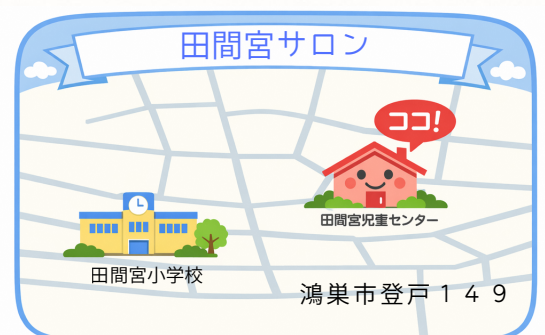 田間宮サロン
ココ!
田間宮児童センター
田間宮小学校
鴻巣市登戸149